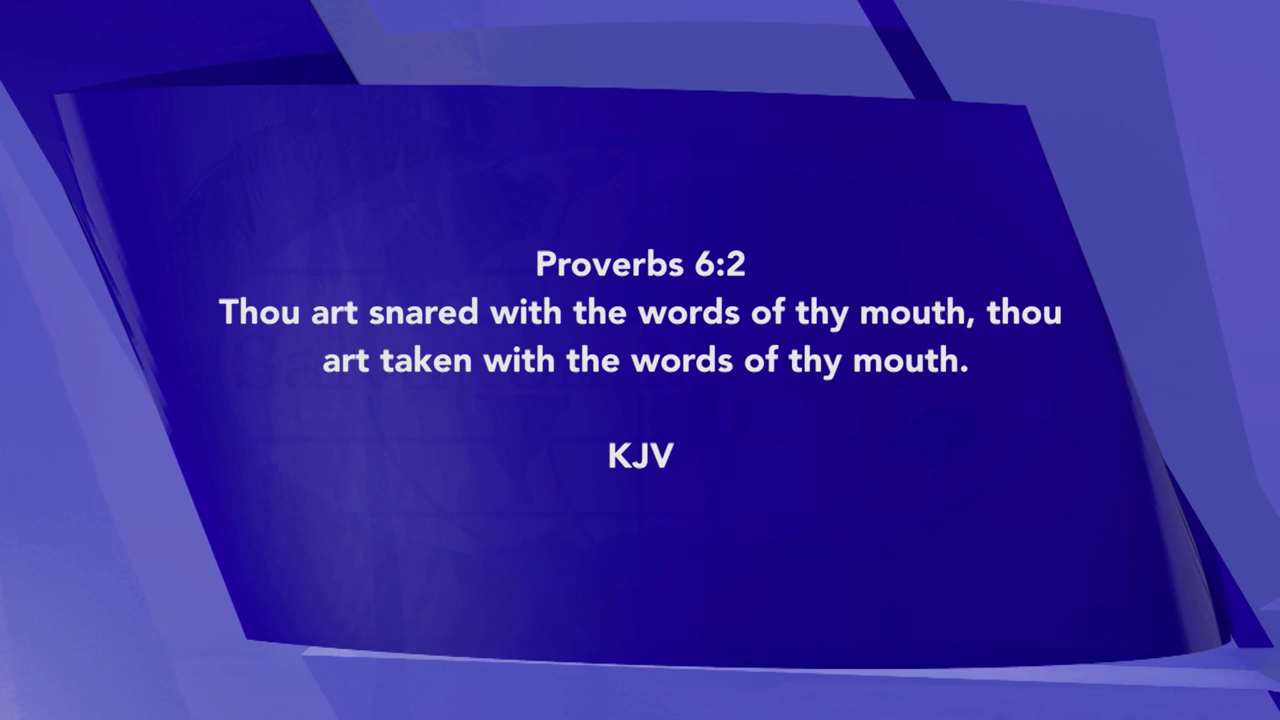 Proverbs 6:2
Thou art snared with the words of thy mouth, thou
art taken with the words of thy mouth.
KJV